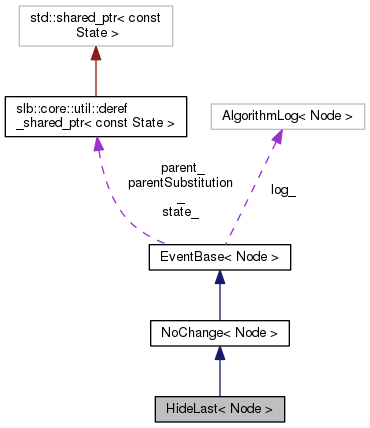 std::shared_ptr< const
State >
slb::core::util::deref
_shared_ptr< const State >
AlgorithmLog< Node >
parent_
parentSubstitution
_
state_
log_
EventBase< Node >
NoChange< Node >
HideLast< Node >